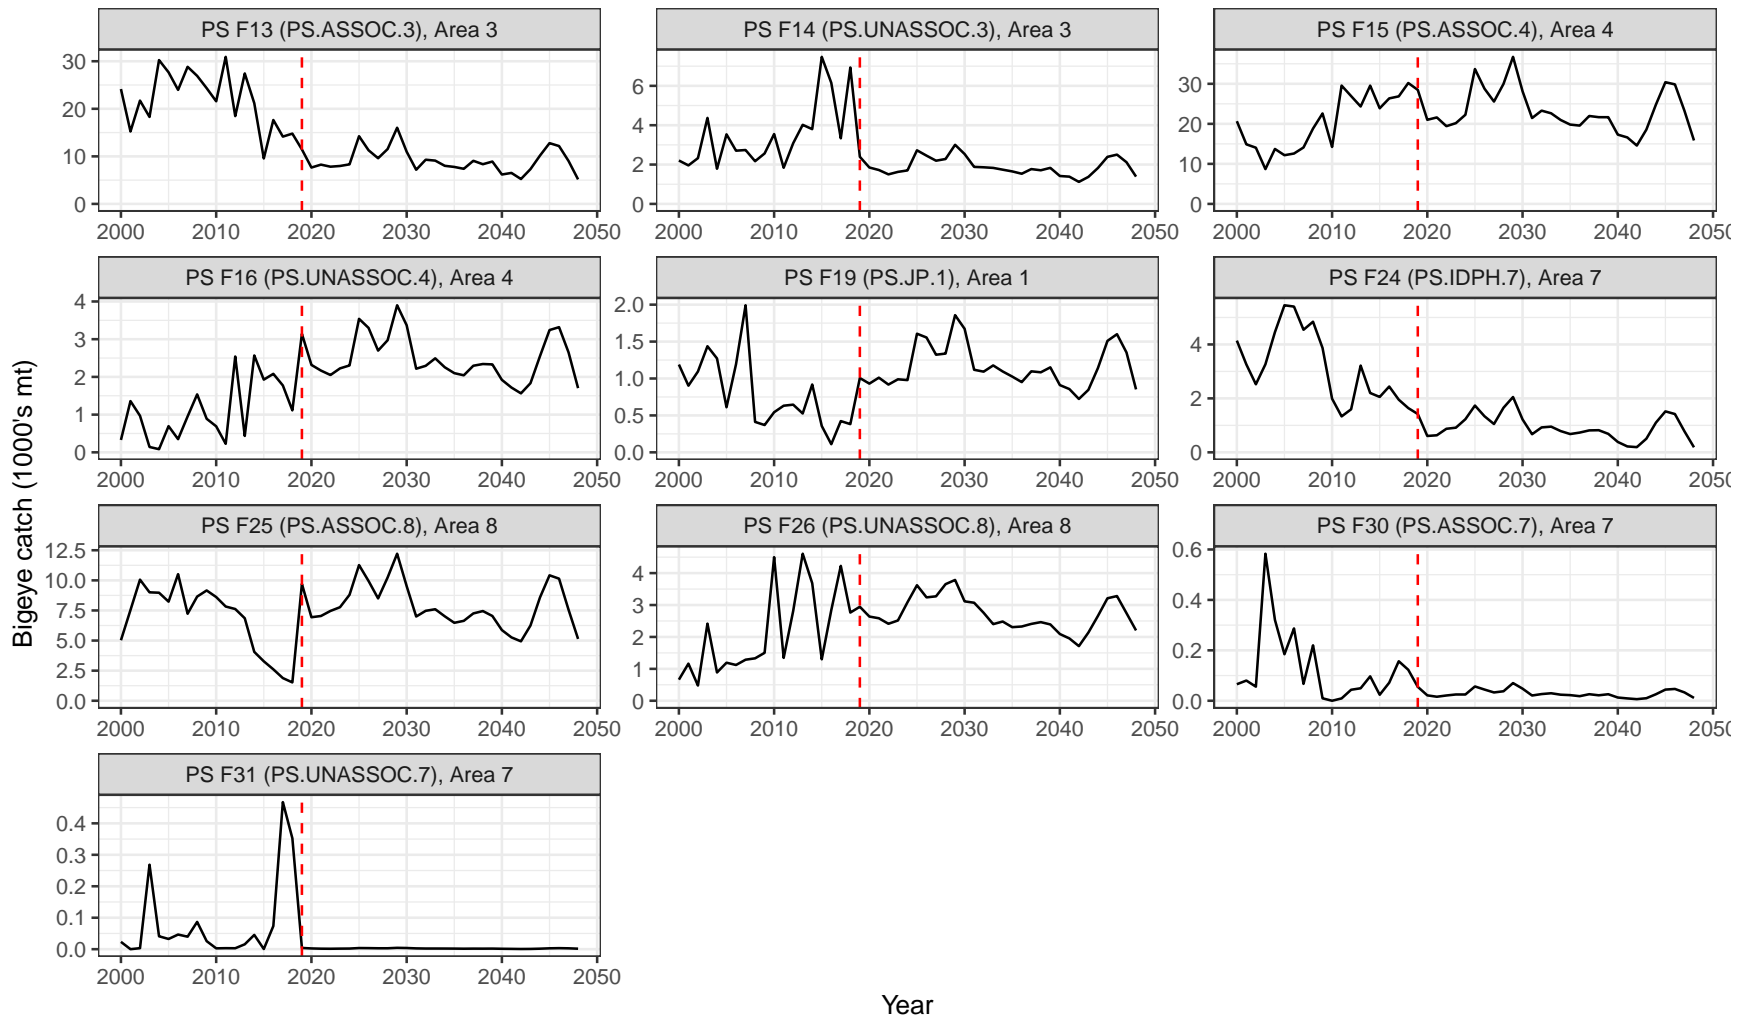 PS F13 (PS.ASSOC.3), Area 3
PS F14 (PS.UNASSOC.3), Area 3
PS F15 (PS.ASSOC.4), Area 4
30
20
10
0
6
4
2
0
30
20
10
0
2000 2010 2020 2030 2040 2050
2000 2010 2020 2030 2040 2050
2000 2010 2020 2030 2040 2050
PS F16 (PS.UNASSOC.4), Area 4
PS F19 (PS.JP.1), Area 1
PS F24 (PS.IDPH.7), Area 7
4
3
2
1
0
2.0
1.5
1.0
0.5
0.0
4
2
0
2000 2010 2020 2030 2040 2050
2000 2010 2020 2030 2040 2050
2000 2010 2020 2030 2040 2050
Bigeye catch (1000's mt)
PS F25 (PS.ASSOC.8), Area 8
PS F26 (PS.UNASSOC.8), Area 8
PS F30 (PS.ASSOC.7), Area 7
12.5
10.0
7.5
5.0
2.5
0.0
4
3
2
1
0
0.6
0.4
0.2
0.0
2000 2010 2020 2030 2040 2050
2000 2010 2020 2030 2040 2050
2000 2010 2020 2030 2040 2050
PS F31 (PS.UNASSOC.7), Area 7
0.4
0.3
0.2
0.1
0.0
2000 2010 2020 2030 2040 2050
Year